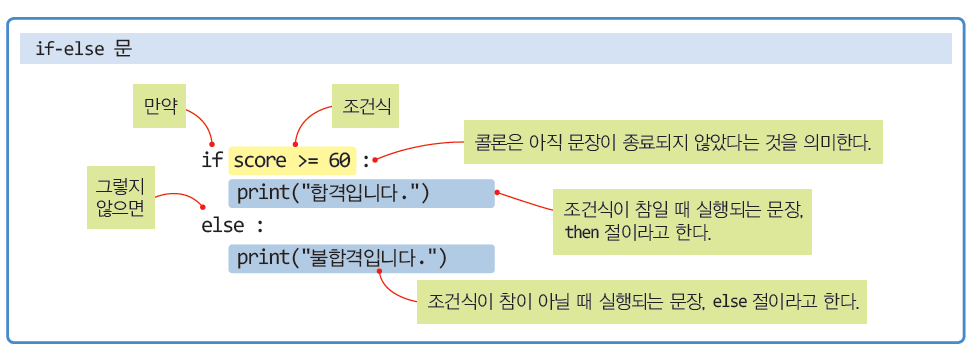 if-else 문
만약
조건식
콜론은 아직 문장이 종료되지 않았다는 것을 의미한다.
if score >= 60 :
그렇지
않으면
print("합격입니다.")
조건식이 참일 때 실행되는 문장,
then 절이라고 한다.
else :
print("불합격입니다.")
조건식이 참이 아닐 때 실행되는 문장, else 절이라고 한다.